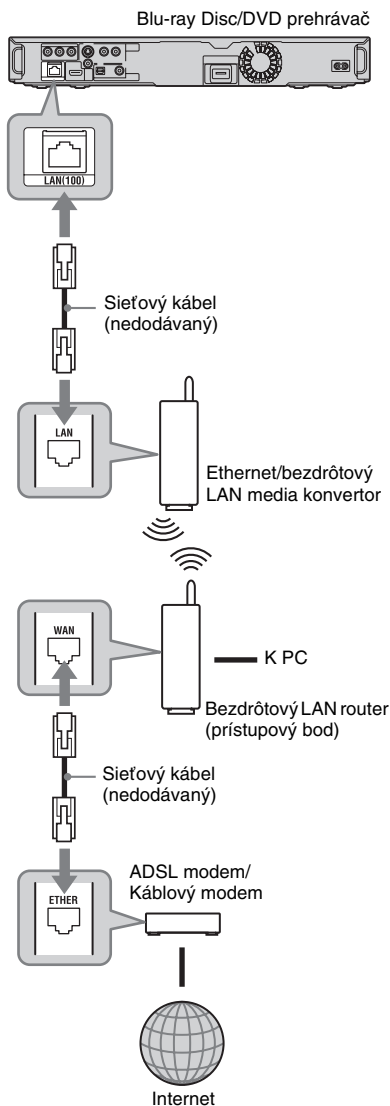 Blu-ray Disc/DVD prehrávač
LAN(100)
Sieťový kábel
(nedodávaný)
LAN
Ethernet/bezdrôtový
LAN media konvertor
WAN
K PC
Bezdrôtový LAN router
(prístupový bod)
Sieťový kábel
(nedodávaný)
ADSL modem/
Káblový modem
ETHER
Internet